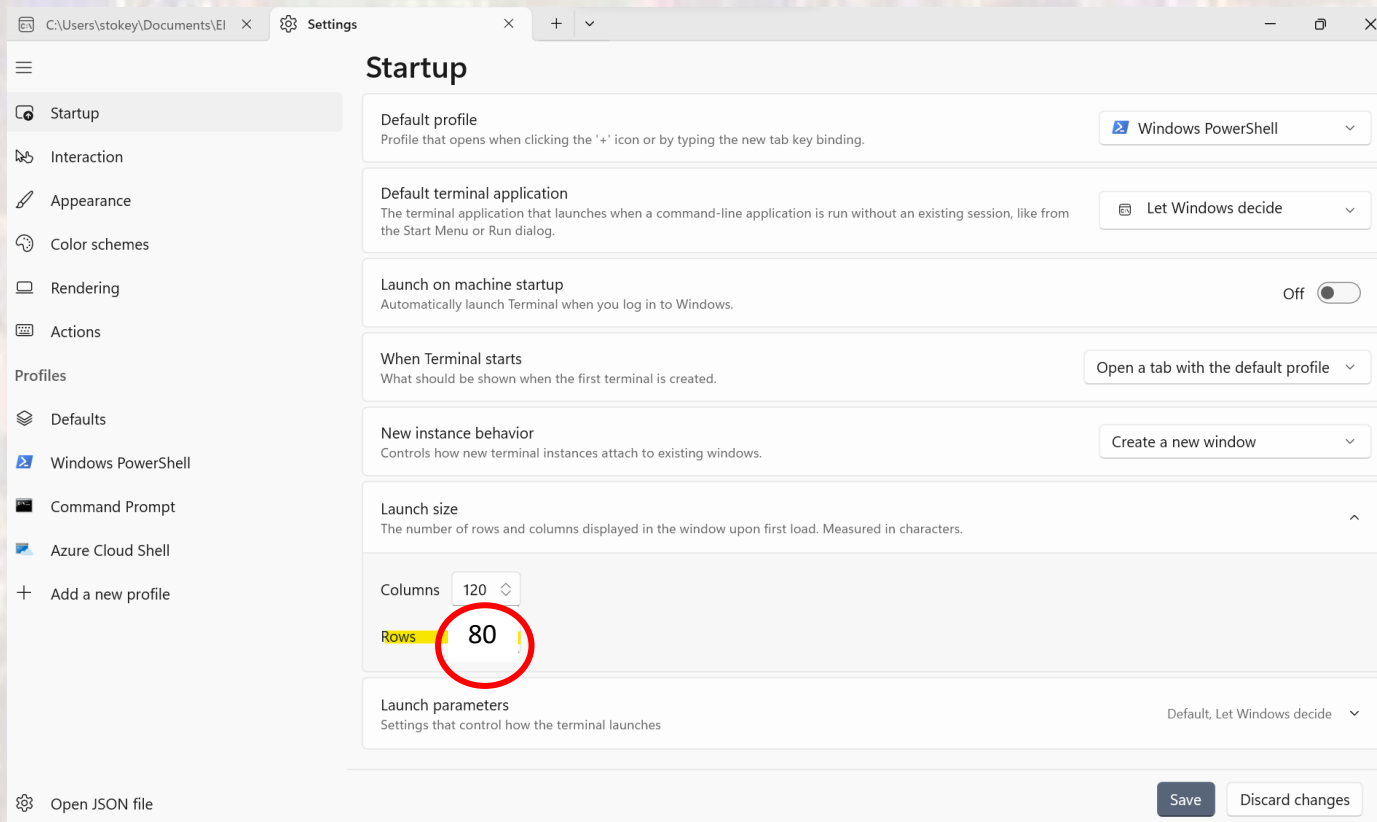 C:\Users\stokey\Documents\El
Settings
Startup
Interaction
Appearance
Color schemes
Rendering
Actions
Profiles
Defaults
Windows PowerShell
Command Prompt
Azure Cloud Shell
Add a new profile
Open JSON file
Startup
Default profile
Profile that opens when clicking the '+' icon or by typing the new tab key binding.
Windows PowerShell
Default terminal application
The terminal application that launches when a command-line application is run without an existing session, like from
the Start Menu or Run dialog.
Let Windows decide
Launch on machine startup
Automatically launch Terminal when you log in to Windows.
Off
When Terminal starts
What should be shown when the first terminal is created.
Open a tab with the default profile
New instance behavior
Controls how new terminal instances attach to existing windows.
Create a new window
Launch size
The number of rows and columns displayed in the window upon first load. Measured in characters.
Columns 120
Rows 80
Launch parameters
Settings that control how the terminal launches
Default, Let Windows decide
Save Discard changes